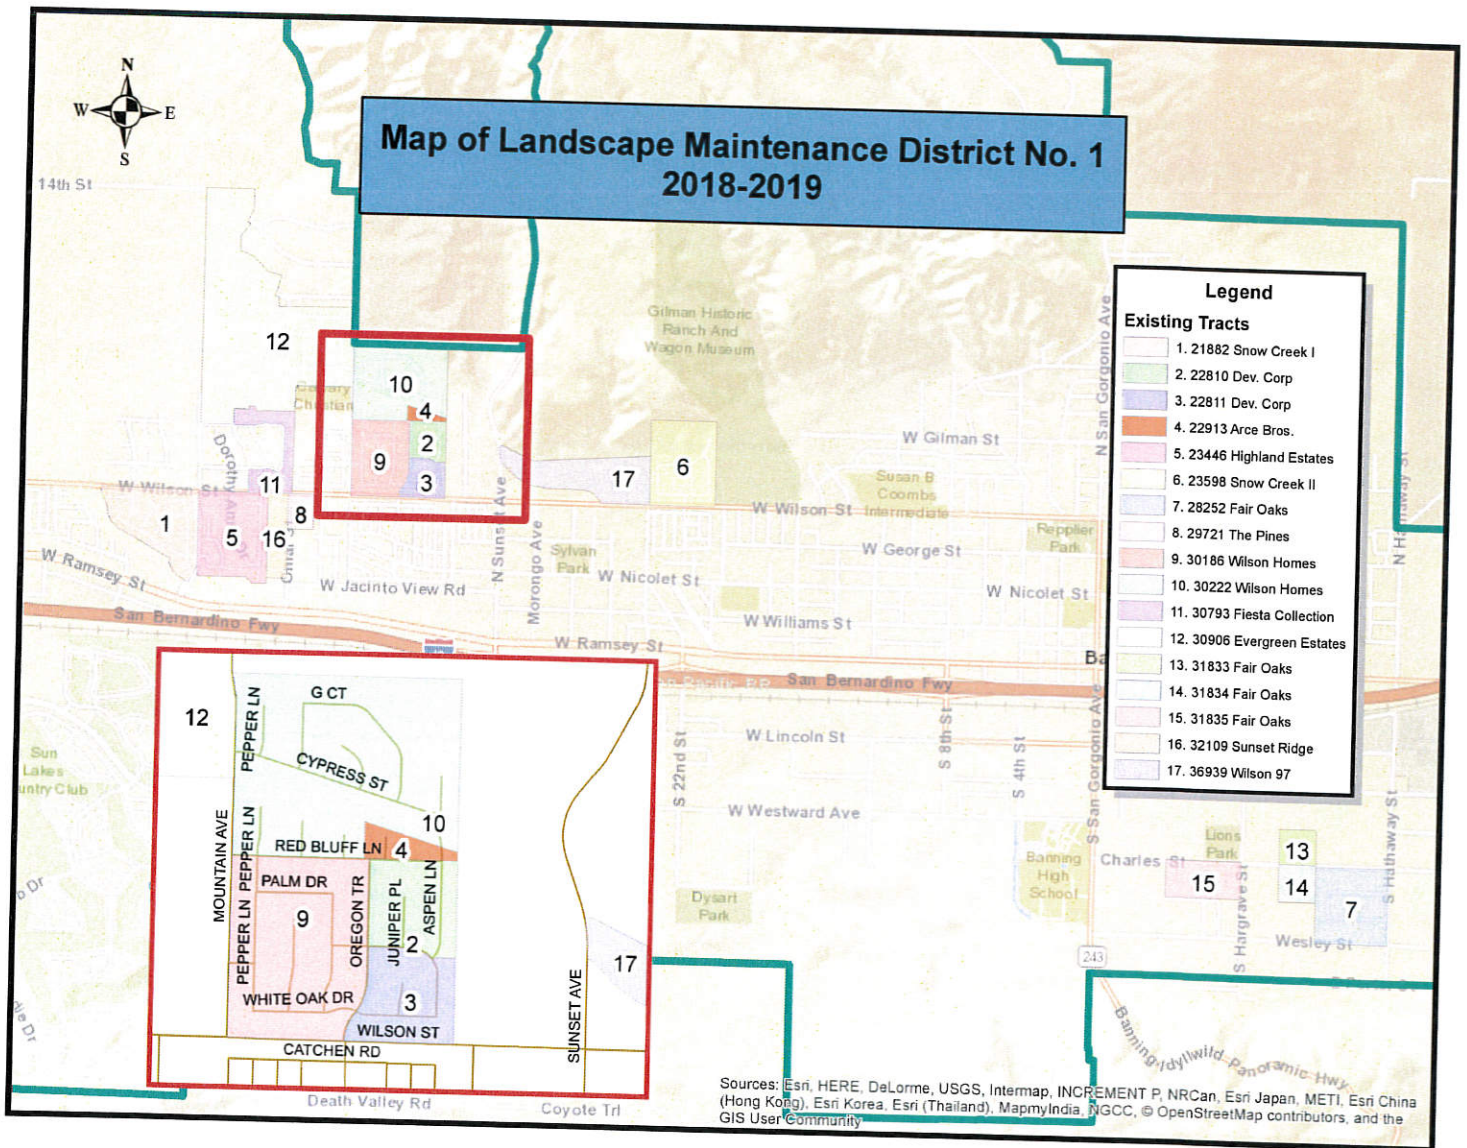 N
W E
S
Map of Landscape Maintenance District No. 1
2018-2019
14th St
Gilman Historic
Ranch And
Wagon Museum
Legend
Existing Tracts
1. 21882 Snow Creek I
2. 22810 Dev. Corp
3. 22811 Dev. Corp
4. 22913 Arce Bros.
5. 23446 Highland Estates
6. 23598 Snow Creek II
7. 28252 Fair Oaks
8. 29721 The Pines
9. 30186 Wilson Homes
10. 30222 Wilson Homes
11. 30793 Fiesta Collection
12. 30906 Evergreen Estates
13. 31833 Fair Oaks
14. 31834 Fair Oaks
15. 31835 Fair Oaks
16. 32109 Sunset Ridge
17. 36939 Wilson 97
N San Gorgonio Ave
12
10
Calvary
Christian
4
2
9
3
17
6
W Gilman St
Susan B
Coombs
Intermediate
W Wilson St
11
1
5
16
8
W Wilson St
N Sunset Ave
Morongo Ave
Sylvan
Park
W George St
Repplier
Park
W Nicolet St
W Nicolet St
W Ramsey St
W Jacinto View Rd
W Williams St
San Bernardino Fwy
W Ramsey St
San Bernardino Fwy
S San Gorgonio Ave
Sun
Lakes
untry Club
W Lincoln St
S 22nd St
S 8th St
S 4th St
W Westward Ave
Dysart
Park
Banning
High
School
Charles St
Lions
Park
13
14
15
7
S Hargrave St
S Hathaway St
Wesley St
243
Banning-Idyllwild Panoramic Hwy
12
PEPPER LN
G CT
CYPRESS ST
10
MOUNTAIN AVE
PEPPER LN
RED BLUFF LN
4
PALM DR
9
PEPPER LN
OREGON TR
JUNIPER PL
ASPEN LN
2
WHITE OAK DR
3
WILSON ST
CATCHEN RD
SUNSET AVE
17
Death Valley Rd
Coyote Trl
Sources: Esri, HERE, DeLorme, USGS, Intermap, INCREMENT P, NRCan, Esri Japan, METI, Esri China
(Hong Kong), Esri Korea, Esri (Thailand), MapmyIndia, NGCC, © OpenStreetMap contributors, and the
GIS User Community